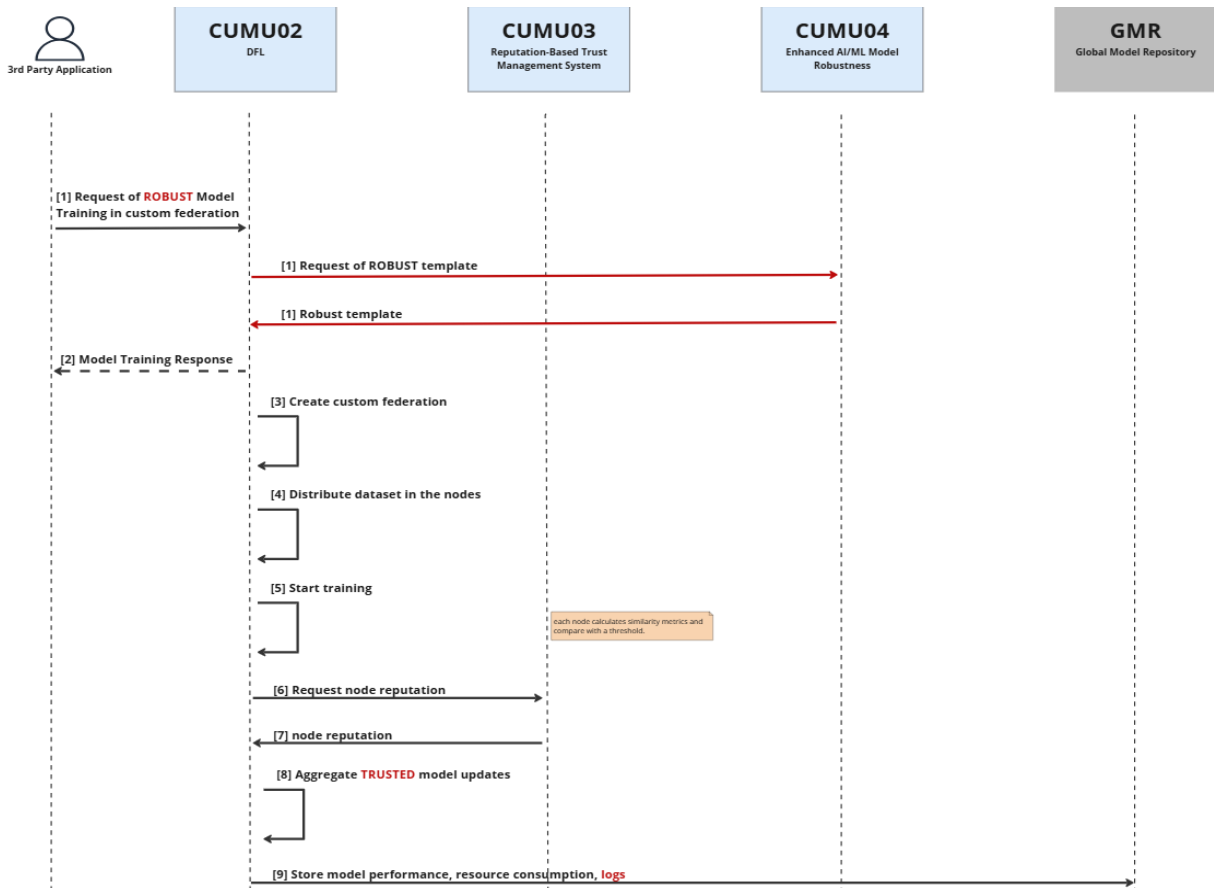 CUMU02
DFL
CUMU03
Reputation-Based Trust
Management System
CUMU04
Enhanced AI/ML Model
Robustness
GMR
Global Model Repository
3rd Party Application
[1] Request of ROBUST Model
Training in custom federation
[1] Request of ROBUST template
[1] Robust template
[2] Model Training Response
[3] Create custom federation
[4] Distribute dataset in the nodes
[5] Start training
each node calculates similarity metrics and
compare with a threshold.
[6] Request node reputation
[7] node reputation
[8] Aggregate TRUSTED model updates
[9] Store model performance, resource consumption, logs